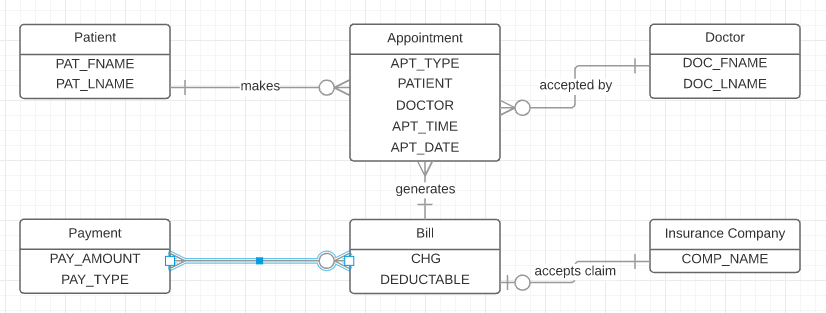 Patient
PAT_FNAME
PAT_LNAME
makes
Appointment
APT_TYPE
PATIENT
DOCTOR
APT_TIME
APT_DATE
accepted by
Doctor
DOC_FNAME
DOC_LNAME
generates
Payment
PAY_AMOUNT
PAY_TYPE
Bill
CHG
DEDUCTABLE
accepts claim
Insurance Company
COMP_NAME